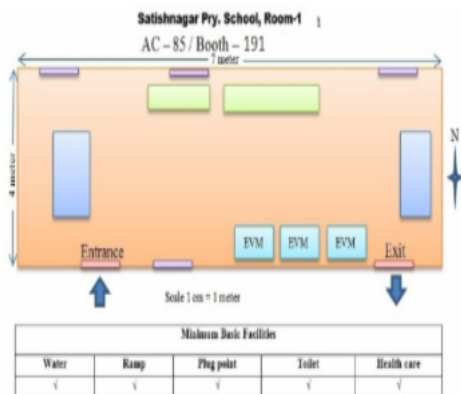 Satishnagar Pry. School, Room-1 1
AC – 85 / Booth – 191
7 meter
4 meter
N
EVM EVM EVM
Entrance Exit
Scale 1 cm = 1 meter
Minimum Basic Facilities
Water Ramp Plug point Toilet Health care
√ √ √ √ √